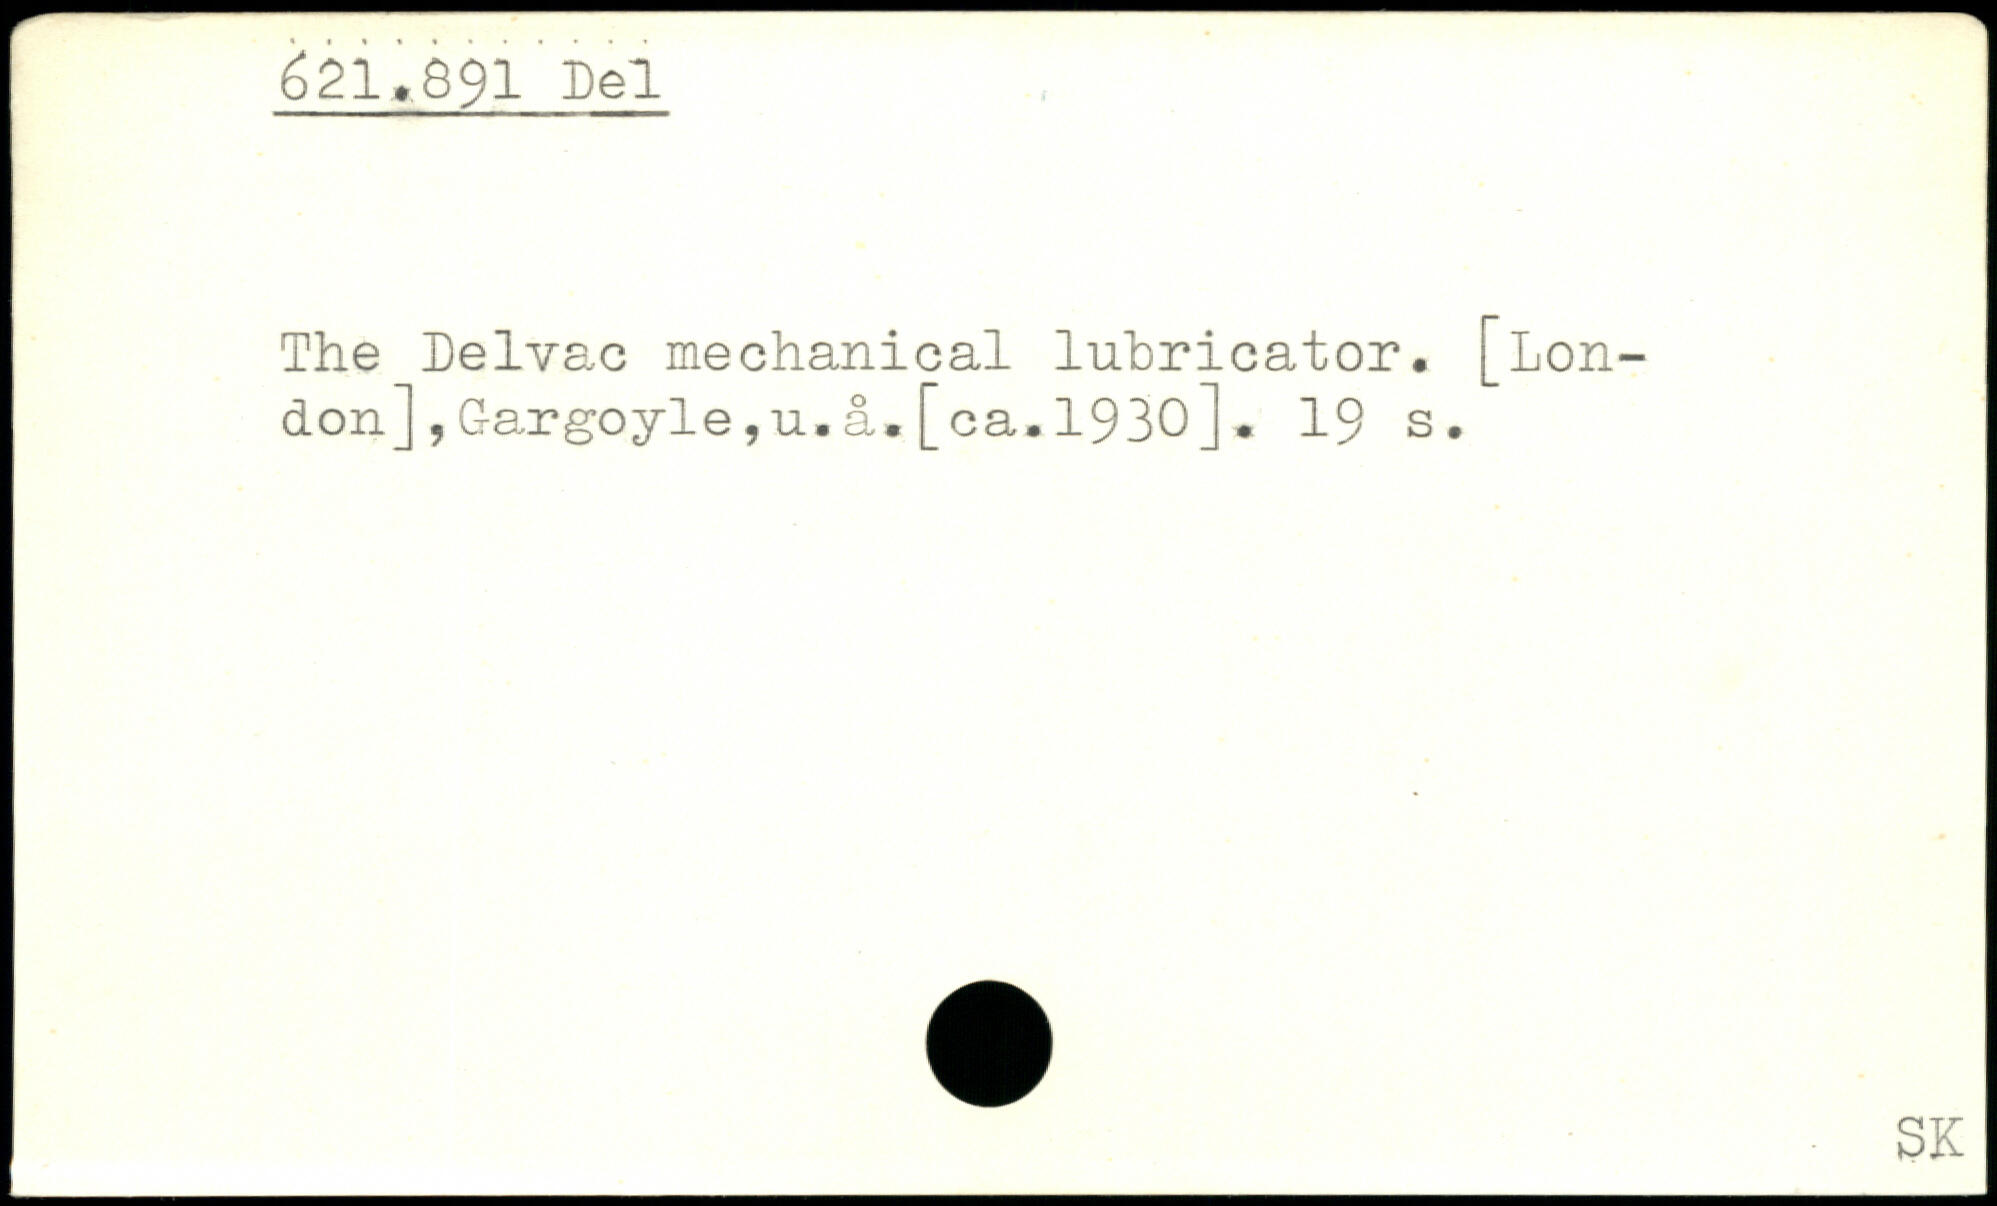 621.891 Del
The Delvac mechanical lubricator. [Lon-
don],Gargoyle,u.å.[ca.1930]. 19 s.
SK